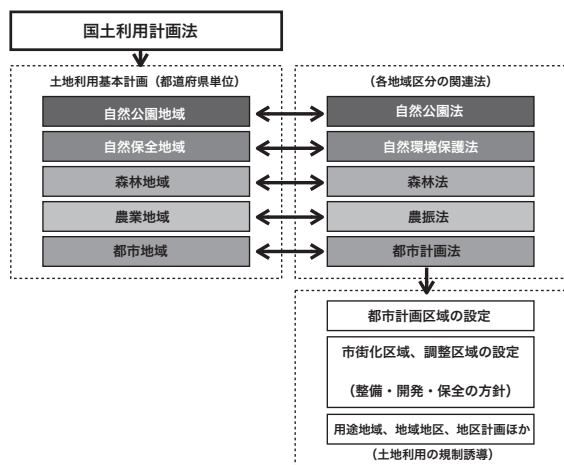 国土利用計画法
土地利用基本計画（都道府県単位）
自然公園地域
自然保全地域
森林地域
農業地域
都市地域
（各地域区分の関連法）
自然公園法
自然環境保護法
森林法
農振法
都市計画法
都市計画区域の設定
市街化区域、調整区域の設定
（整備・開発・保全の方針）
用途地域、地域地区、地区計画ほか
（土地利用の規制誘導）